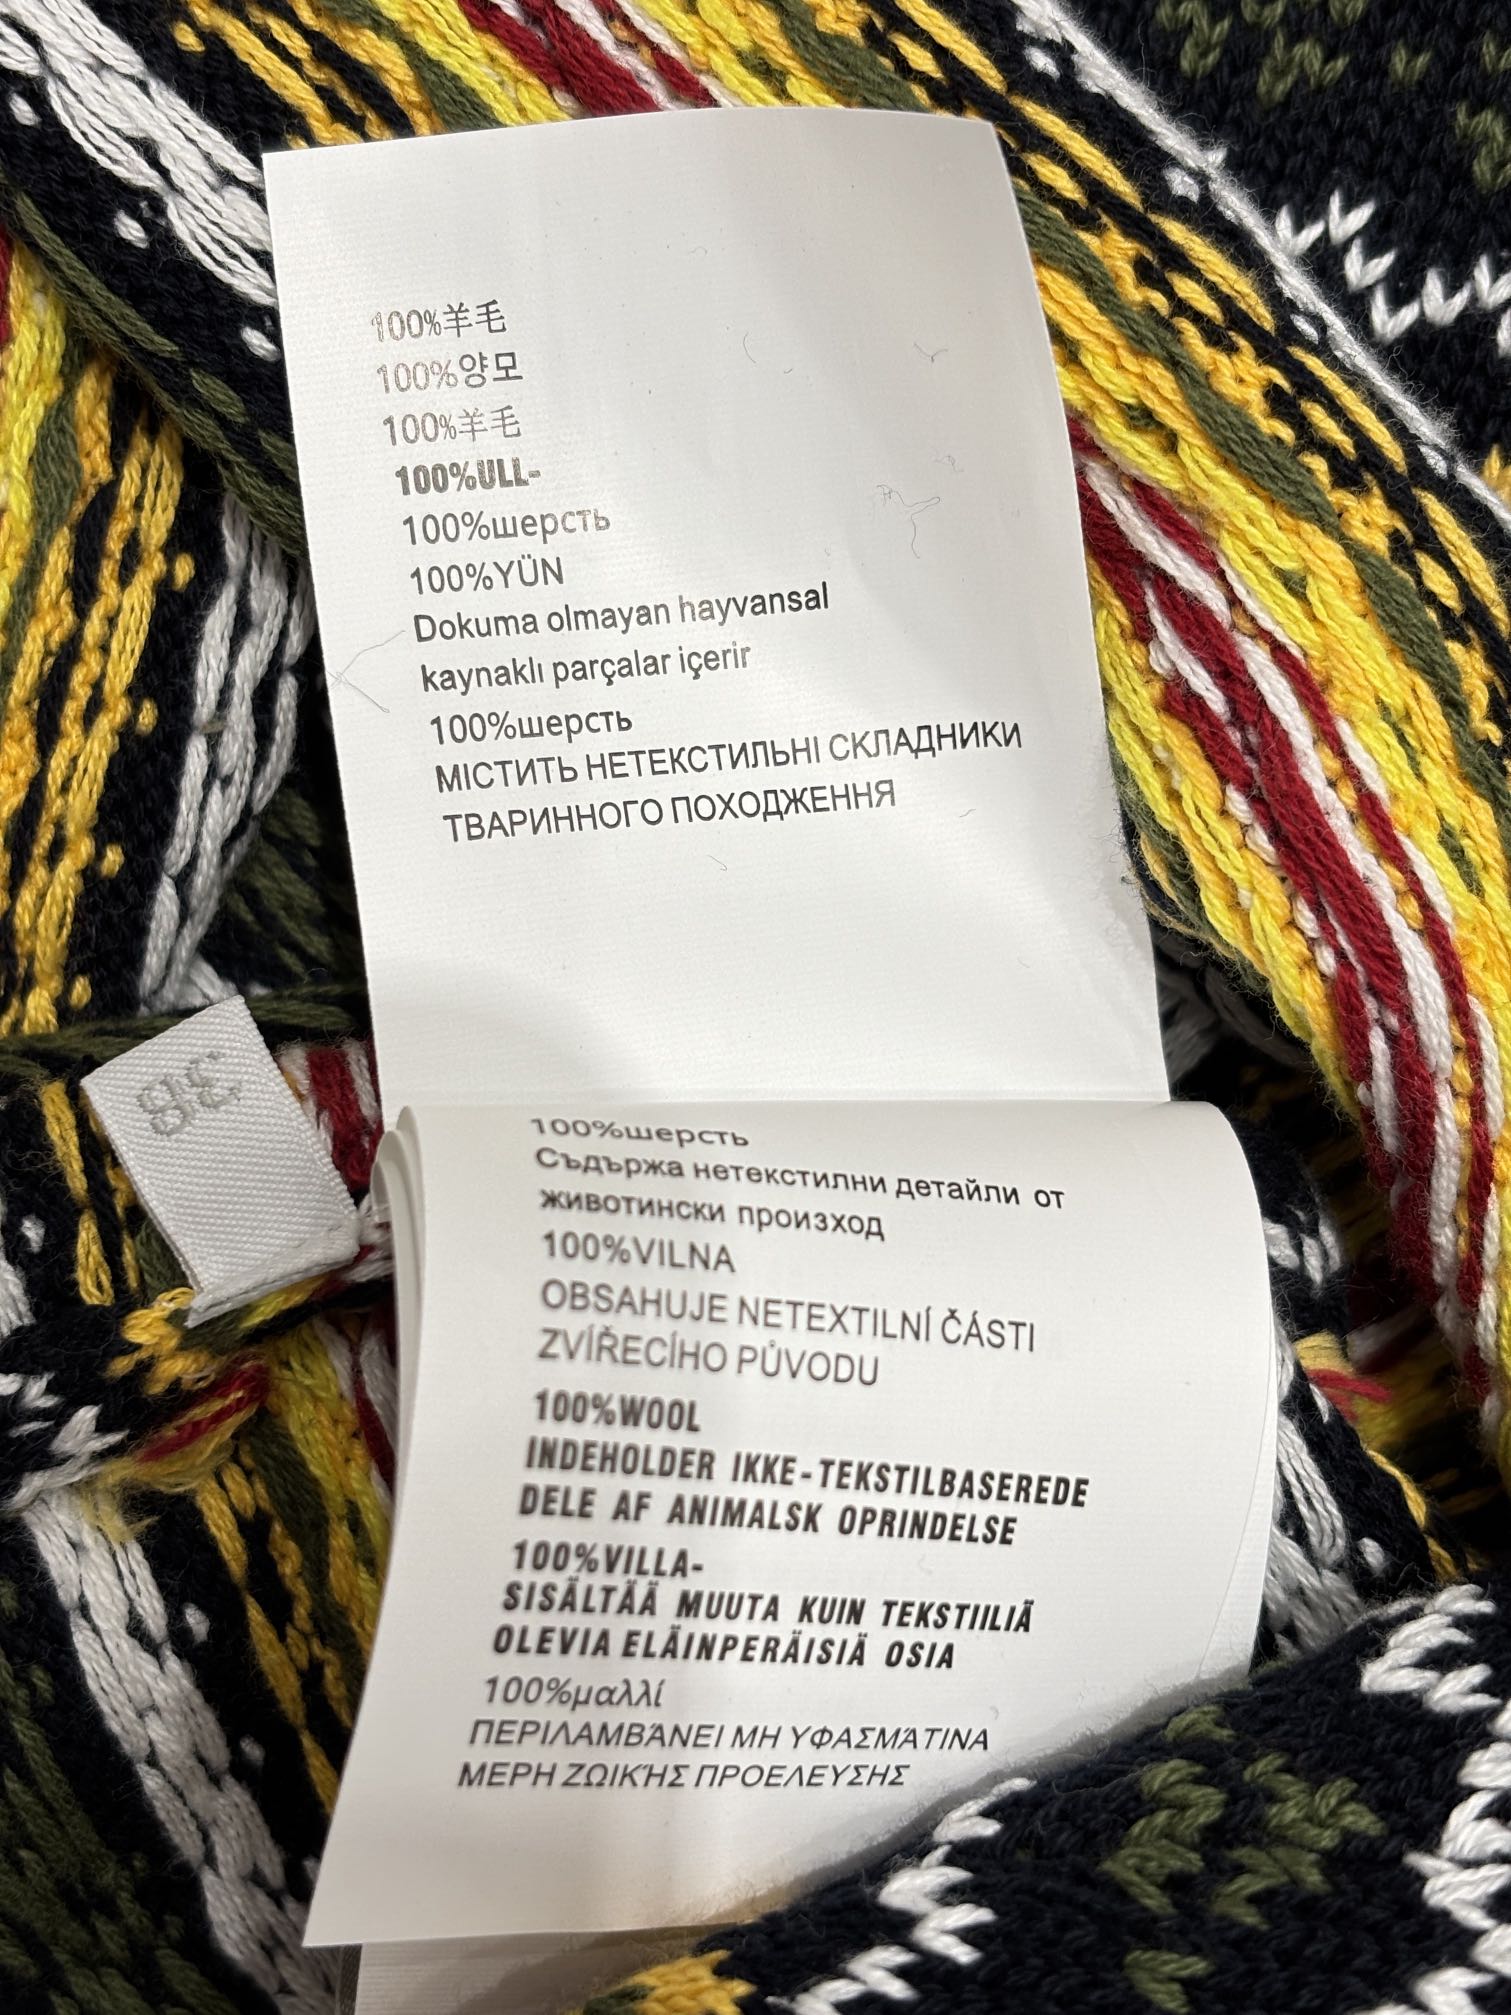 100%羊毛
100%양모
100%羊毛
100%ULL-
100%шерсть
100%YÜN
Dokuma olmayan hayvansal
kaynaklı parçalar içerir
100%шерсть
МІСТИТЬ НЕТЕКСТИЛЬНІ СКЛАДНИКИ
ТВАРИННОГО ПОХОДЖЕННЯ
38
100%шерсть
Съдържа нетекстилни детайли от
животински произход
100%VILNA
OBSAHUJE NETEXTILNÍ ČÁSTI
ZVÍŘECÍHO PŮVODU
100%WOOL
INDEHOLDER IKKE-TEKSTILBASEREDE
DELE AF ANIMALSK OPRINDELSE
100%VILLA-
SISÄLTÄÄ MUUTA KUIN TEKSTIILIÄ
OLEVIA ELÄINPERÄISIÄ OSIA
100%μαλλί
ΠΕΡΙΛΑΜΒΆΝΕΙ ΜΗ ΥΦΑΣΜΆΤΙΝΑ
ΜΕΡΗ ΖΩΙΚΉΣ ΠΡΟΕΛΕΥΣΗΣ